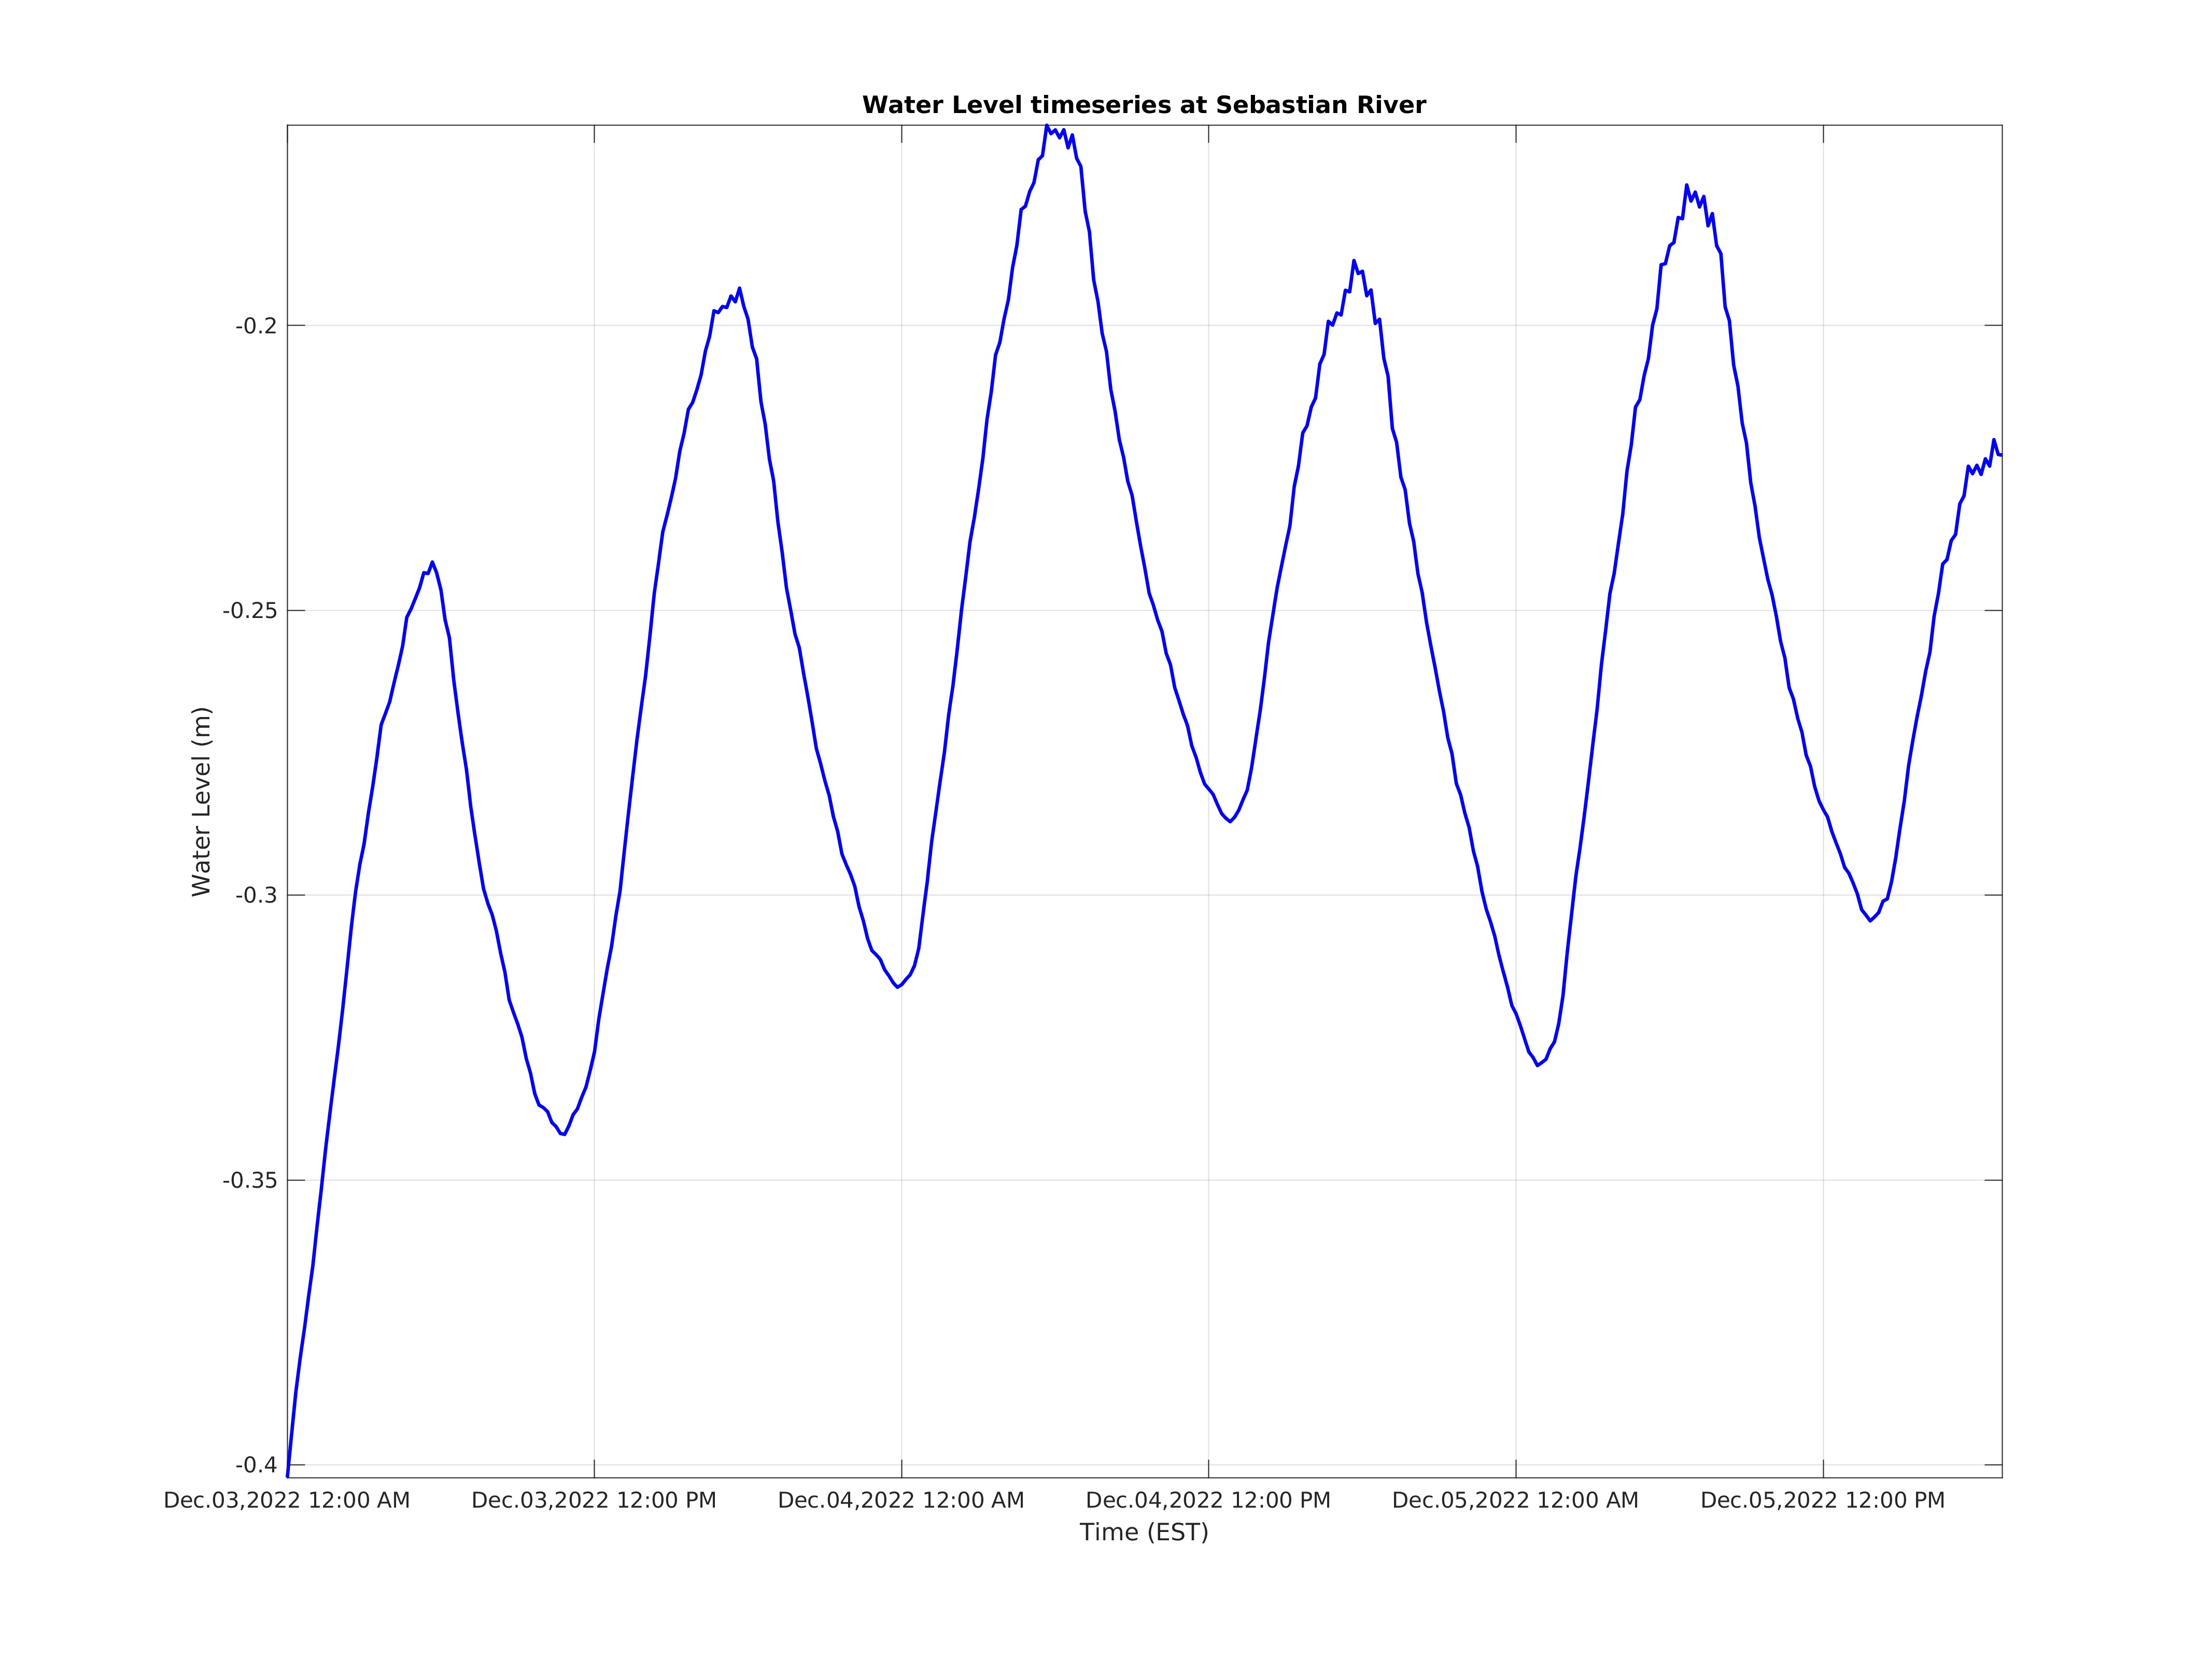 Water Level timeseries at Sebastian River
-0.2
-0.25
-0.3
-0.35
-0.4
Water Level (m)
Dec.03,2022 12:00 AM Dec.03,2022 12:00 PM Dec.04,2022 12:00 AM Dec.04,2022 12:00 PM Dec.05,2022 12:00 AM Dec.05,2022 12:00 PM
Time (EST)